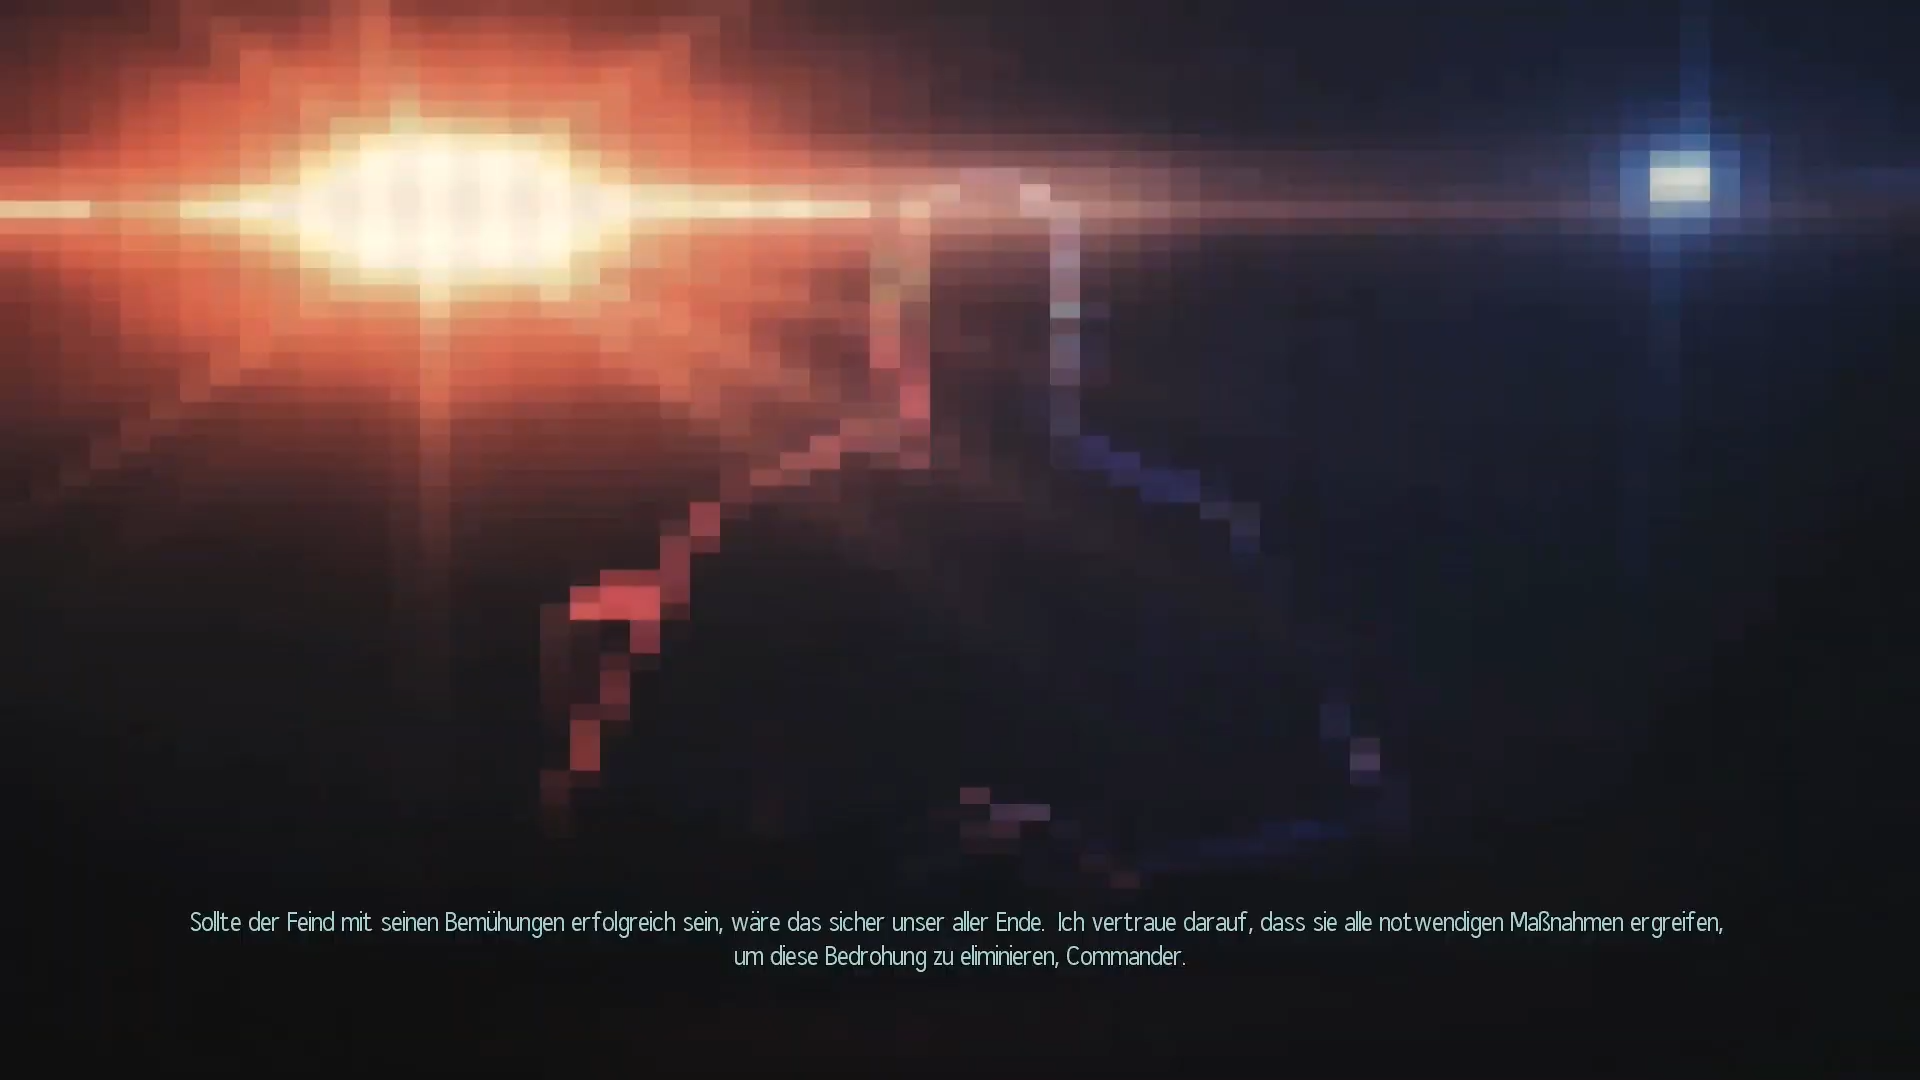 Sollte der Feind mit seinen Bemühungen erfolgreich sein, wäre das sicher unser aller Ende. Ich vertraue darauf, dass sie alle notwendigen Maßnahmen ergreifen,
um diese Bedrohung zu eliminieren, Commander.